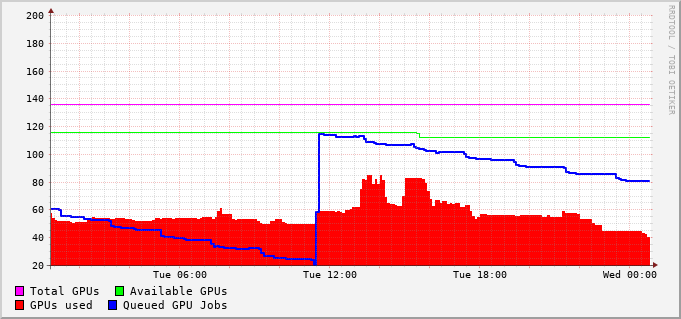 200
180
160
140
120
100
80
60
40
20
Tue 06:00 Tue 12:00 Tue 18:00 Wed 00:00
Total GPUs Available GPUs
GPUs used Queued GPU Jobs
RRDTOOL / TOBI OETIKER